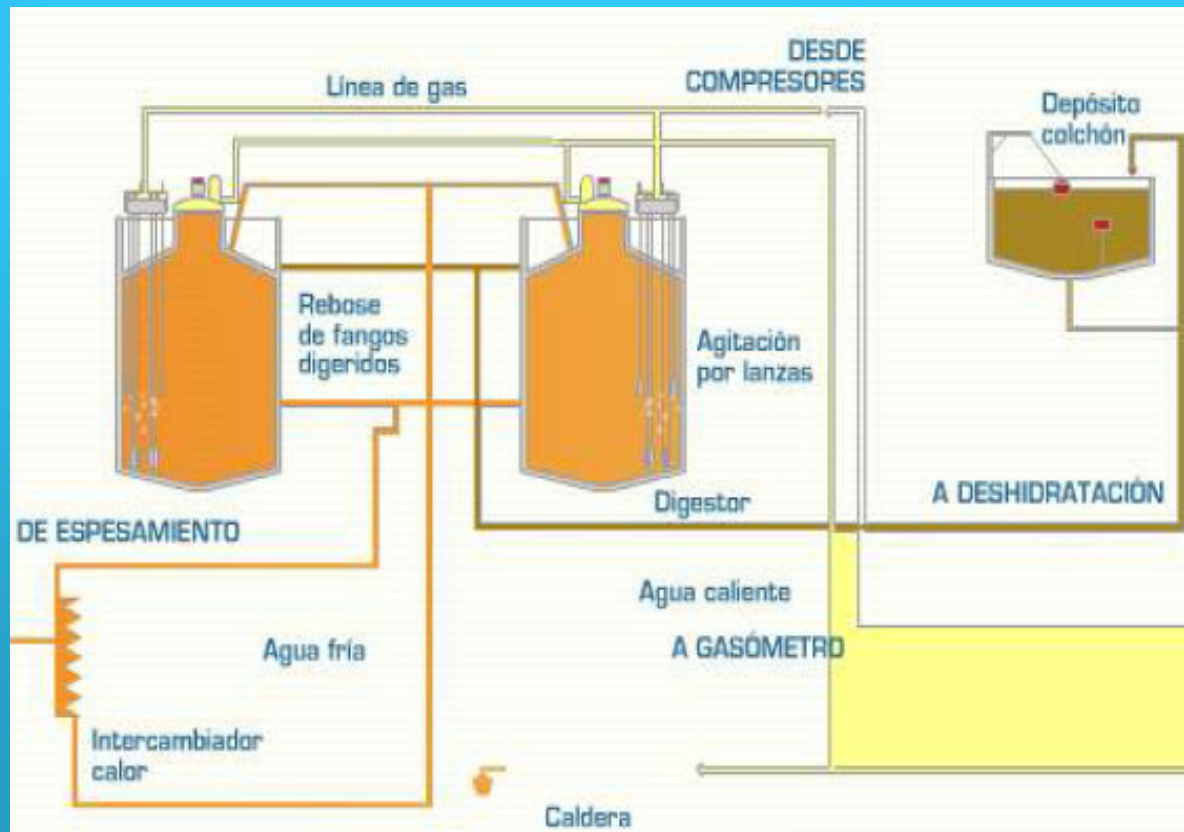 DESDE
COMPRESORES
Línea de gas
Depósito
colchón
Rebose
de fangos
digeridos
Agitación
por lanzas
Digestor
A DESHIDRATACIÓN
DE ESPESAMIENTO
Agua caliente
Agua fría
A GASÓMETRO
Intercambiador
calor
Caldera